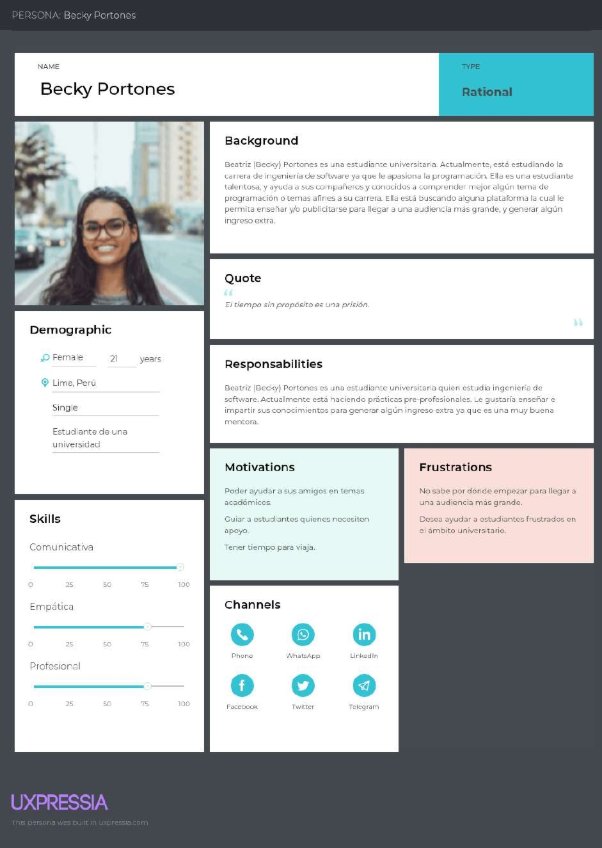 PERSONA: Becky Portones
NAME
Becky Portones
TYPE
Rational
Background
Beatriz (Becky) Portones es una estudiante universitaria. Actualmente, está estudiando la
carrera de ingeniería de software ya que le apasiona la programación. Ella es una estudiante
talentosa, y ayuda a sus compañeros y conocidos a comprender mejor algún tema de
programación o temas afines a su carrera. Ella está buscando alguna plataforma la cual le
permita enseñar y/o publicitarse para llegar a una audiencia más grande, y generar algún
ingreso extra.
Quote
“
El tiempo sin propósito es una prisión.
”
Demographic
Female 21 years
Lima, Perú
Single
Estudiante de una
universidad
Responsabilities
Beatriz (Becky) Portones es una estudiante universitaria quien estudia ingeniería de
software. Actualmente está haciendo prácticas pre-profesionales. Le gustaría enseñar e
impartir sus conocimientos para generar algún ingreso extra ya que es una muy buena
mentora.
Motivations
Poder ayudar a sus amigos en temas
académicos.
Guiar a estudiantes quienes necesiten
apoyo.
Tener tiempo para viaja.
Frustrations
No sabe por dónde empezar para llegar a
una audiencia más grande.
Desea ayudar a estudiantes frustrados en
el ámbito universitario.
Skills
Comunicativa
0 25 50 75 100
Empática
0 25 50 75 100
Profesional
0 25 50 75 100
Channels
Phone WhatsApp LinkedIn
Facebook Twitter Telegram
UXPRESSIA
This persona was built in uxpressia.com